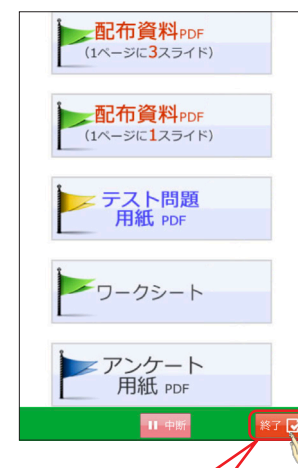 配布資料PDF
(1ページに3スライド)
配布資料PDF
(1ページに1スライド)
テスト問題
用紙 PDF
ワークシート
アンケート
用紙 PDF
中断
終了